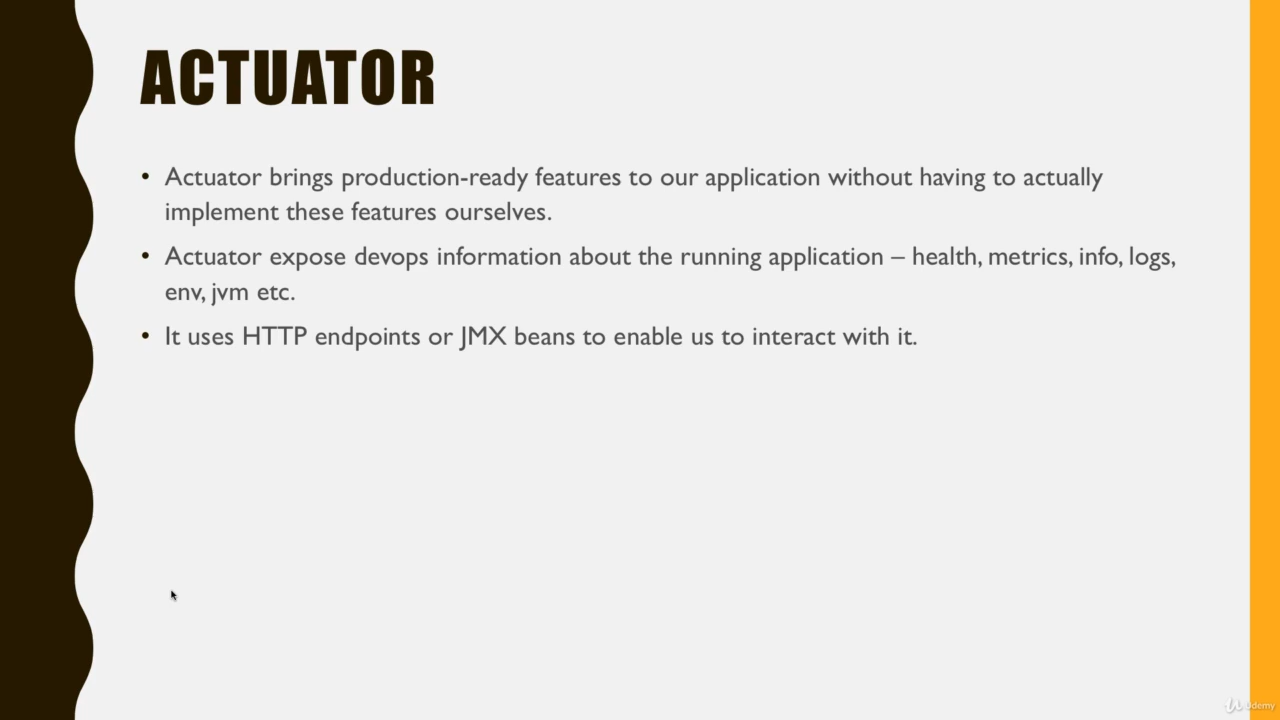 ACTUATOR
• Actuator brings production-ready features to our application without having to actually
implement these features ourselves.
• Actuator expose devops information about the running application – health, metrics, info, logs,
env, jvm etc.
• It uses HTTP endpoints or JMX beans to enable us to interact with it.
Udemy